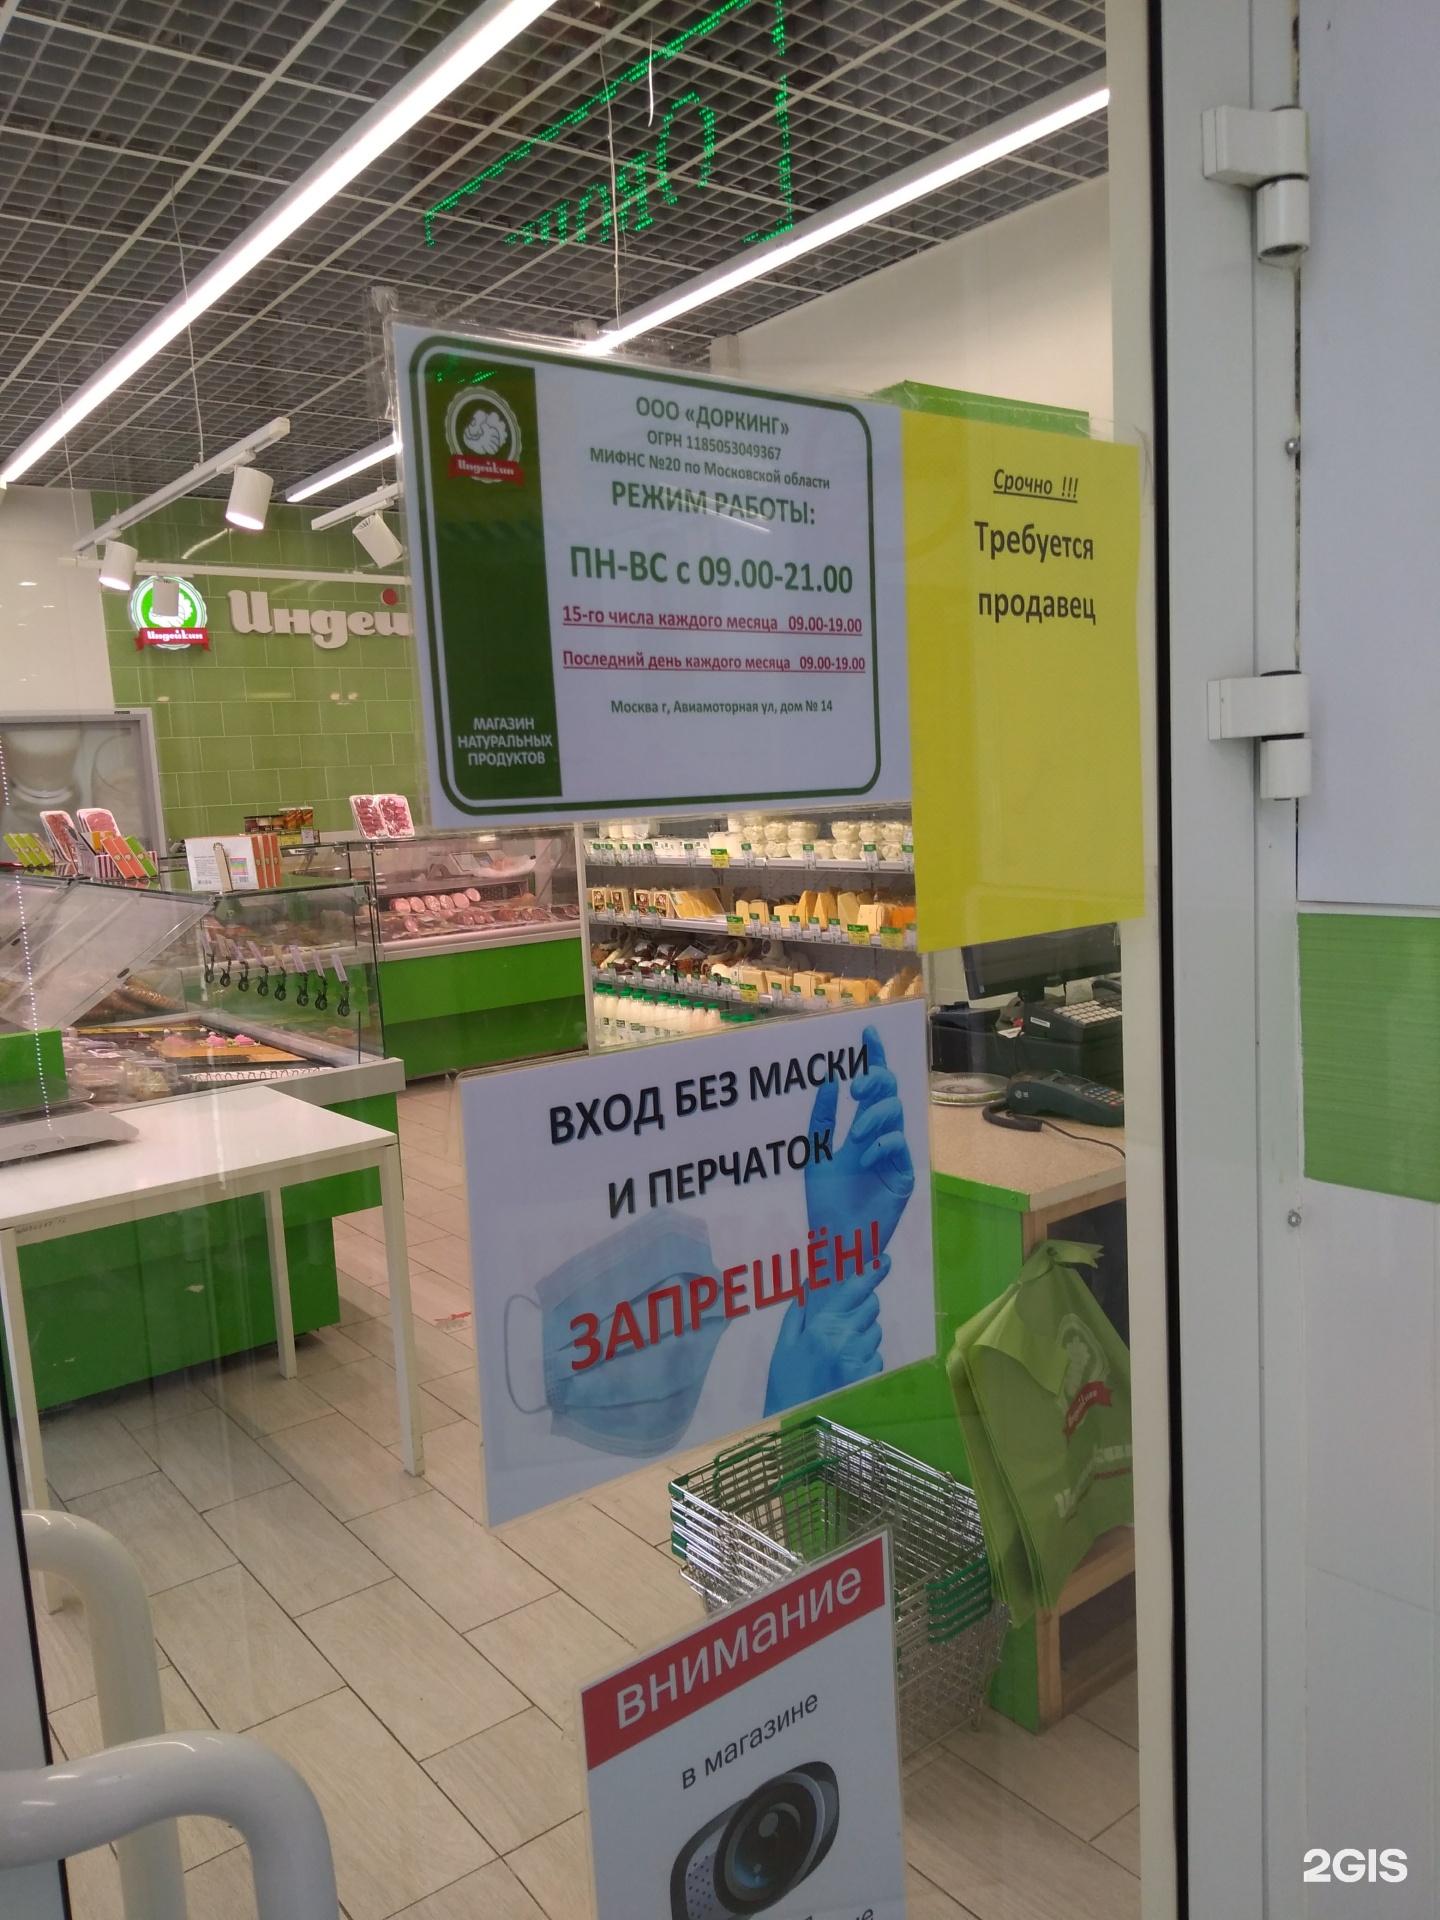 Индейкин
Индей
ООО «ДОРКИНГ»
ОГРН 1185053049367
МИФНС №20 по Московской области
РЕЖИМ РАБОТЫ:
ПН-ВС с 09.00-21.00
15-го числа каждого месяца 09.00-19.00
Последний день каждого месяца 09.00-19.00
Москва г, Авиамоторная ул, дом № 14
Индейкин
МАГАЗИН
НАТУРАЛЬНЫХ
ПРОДУКТОВ
Срочно !!!
Требуется
продавец
ВХОД БЕЗ МАСКИ
И ПЕРЧАТОК
ЗАПРЕЩЁН!
внимание
в магазине
2GIS